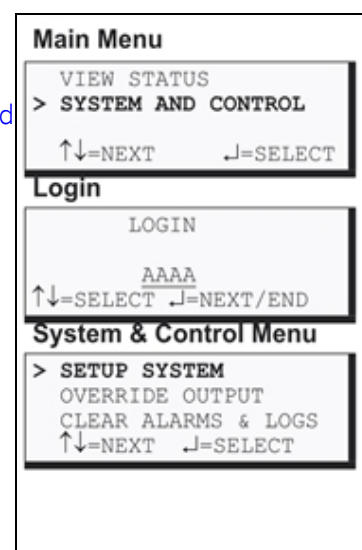 Main Menu
VIEW STATUS
> SYSTEM AND CONTROL
↑↓=NEXT ↵=SELECT
Login
LOGIN
AAAA
↑↓=SELECT ↵=NEXT/END
System & Control Menu
> SETUP SYSTEM
OVERRIDE OUTPUT
CLEAR ALARMS & LOGS
↑↓=NEXT ↵=SELECT